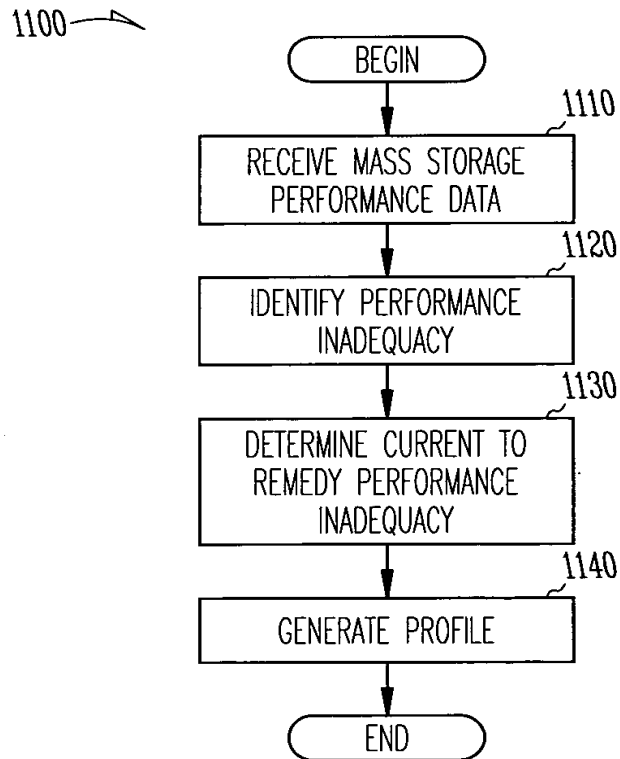 1100
BEGIN
1110
RECEIVE MASS STORAGE
PERFORMANCE DATA
1120
IDENTIFY PERFORMANCE
INADEQUACY
1130
DETERMINE CURRENT TO
REMEDY PERFORMANCE
INADEQUACY
1140
GENERATE PROFILE
END